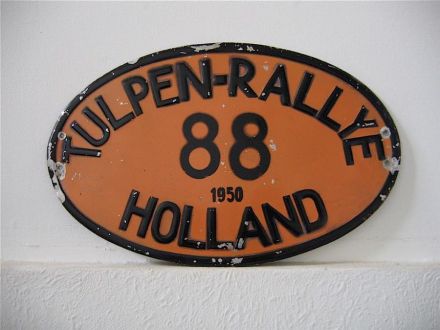 TULPEN-RALLYE
88
1950
HOLLAND